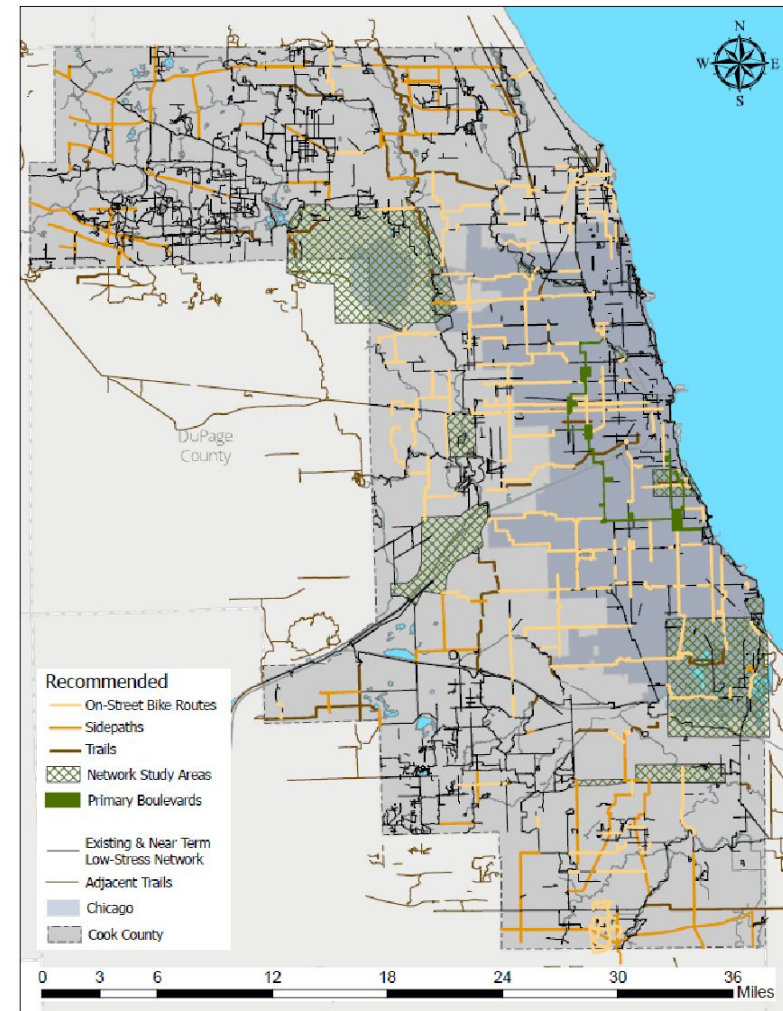 N
W E
S
DuPage
County
Recommended
On-Street Bike Routes
Sidepaths
Trails
Network Study Areas
Primary Boulevards
Existing & Near Term
Low-Stress Network
Adjacent Trails
Chicago
Cook County
0 3 6 12 18 24 30 36
Miles